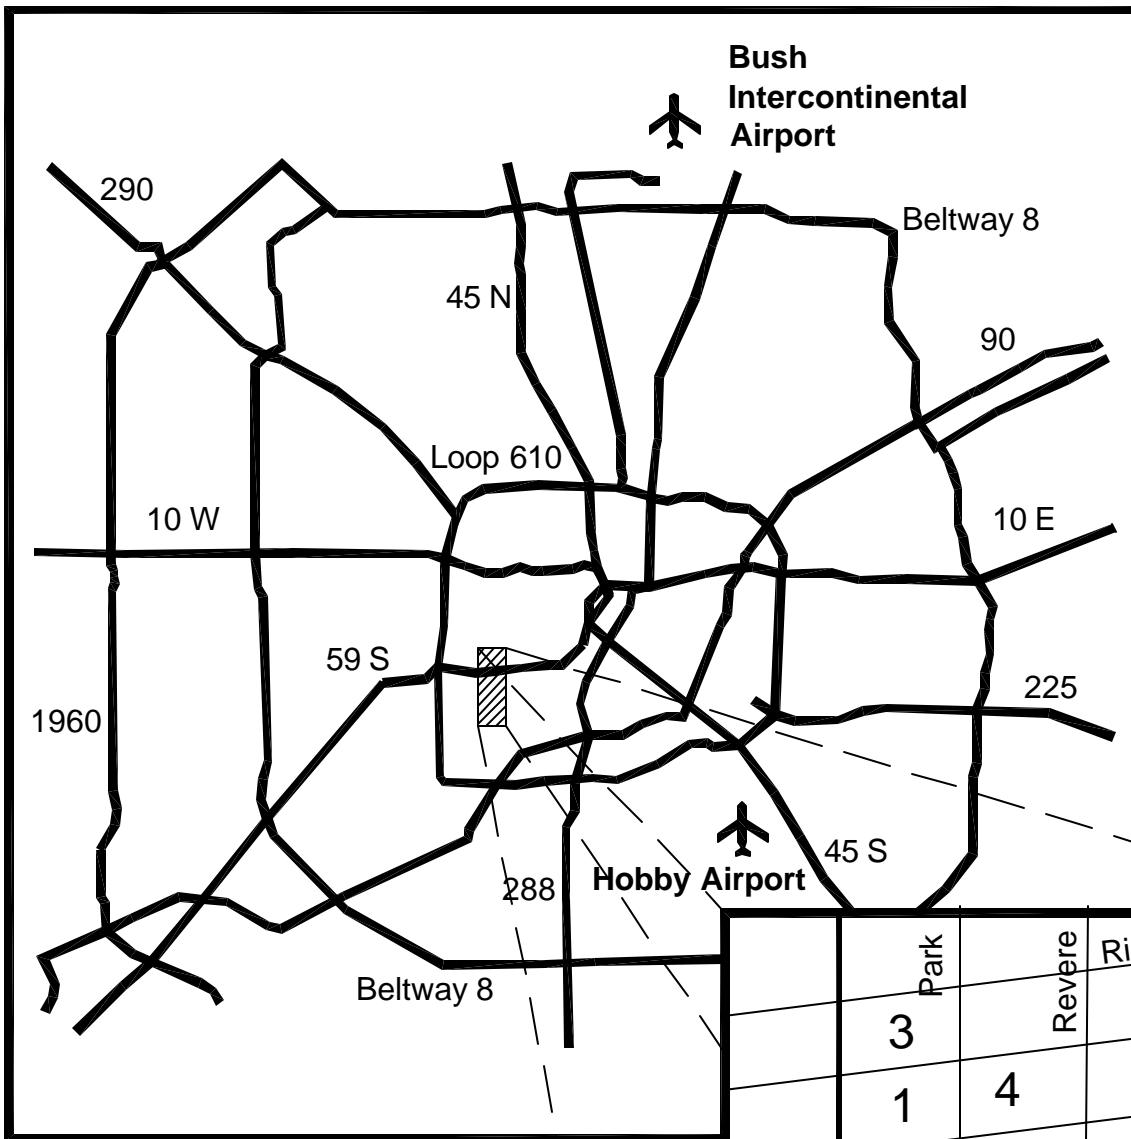 Bush
Intercontinental
Airport
290
Beltway 8
45 N
90
Loop 610
10 W
10 E
59 S
225
1960
45 S
288
Hobby Airport
Beltway 8
Park
Revere
Ri
3
1
4